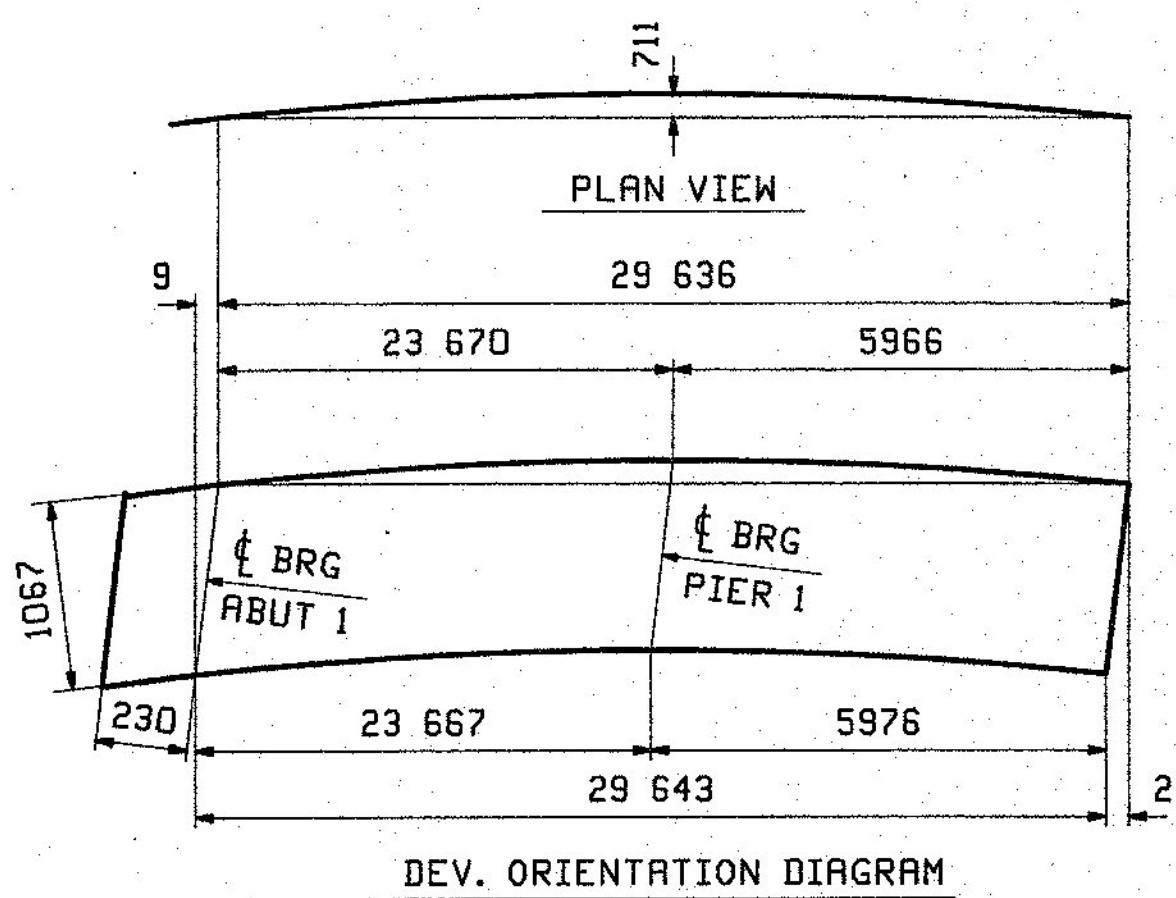 711
PLAN VIEW
9
29 636
23 670
5966
1067
℄ BRG
ABUT 1
℄ BRG
PIER 1
230
23 667
5976
29 643
2
DEV. ORIENTATION DIAGRAM